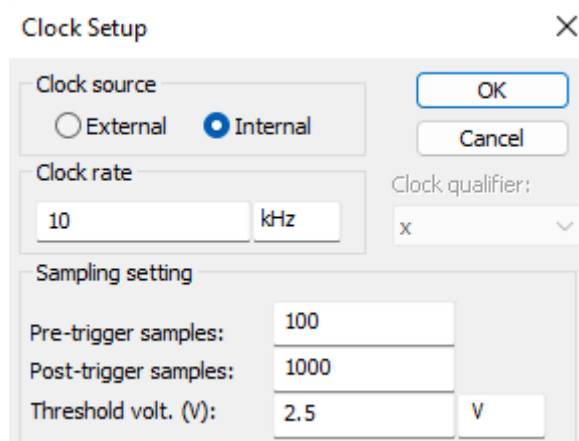 Clock Setup
Clock source
External Internal
OK
Cancel
Clock rate
10 kHz
Clock qualifier:
x
Sampling setting
Pre-trigger samples: 100
Post-trigger samples: 1000
Threshold volt. (V): 2.5 V